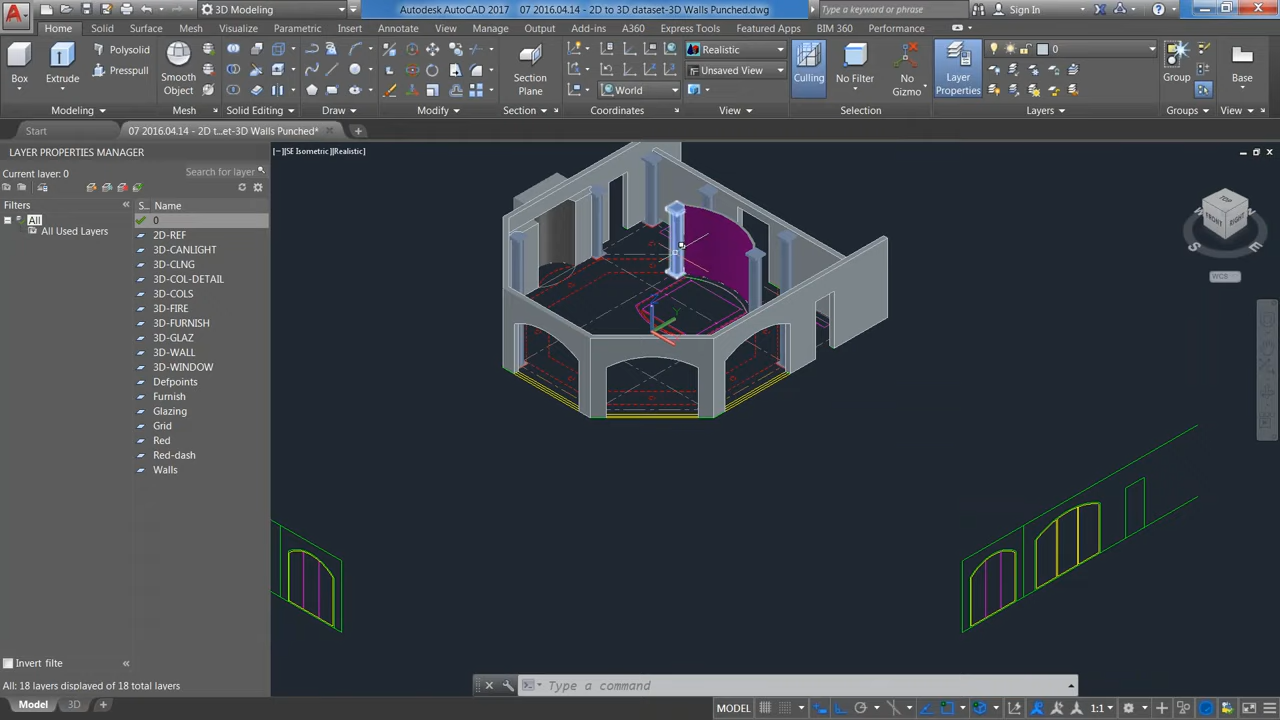 3D Modeling
Autodesk AutoCAD 2017 07 2016.04.14 - 2D to 3D dataset-3D Walls Punched.dwg
Type a keyword or phrase
Sign In
Home Solid Surface Mesh Visualize Parametric Insert Annotate View Manage Output Add-ins A360 Express Tools Featured Apps BIM 360 Performance
Box
Extrude
Polysolid
Presspull
Smooth
Object
Section
Plane
World
Realistic
Unsaved View
Culling
No Filter
No
Gizmo
Layer
Properties
0
Group
Base
Modeling Mesh Solid Editing Draw Modify Section Coordinates View Selection Layers Groups View
Start
07 2016.04.14 - 2D t...et-3D Walls Punched*
LAYER PROPERTIES MANAGER
Current layer: 0
Search for layer
Filters
All
All Used Layers
S.. Name
0
2D-REF
3D-CANLIGHT
3D-CLNG
3D-COL-DETAIL
3D-COLS
3D-FIRE
3D-FURNISH
3D-GLAZ
3D-WALL
3D-WINDOW
Defpoints
Furnish
Glazing
Grid
Red
Red-dash
Walls
Invert filte
All: 18 layers displayed of 18 total layers
[−][SE Isometric][Realistic]
TOP
FRONT
RIGHT
S
E
WCS
Y
Type a command
Model
3D
MODEL
1:1